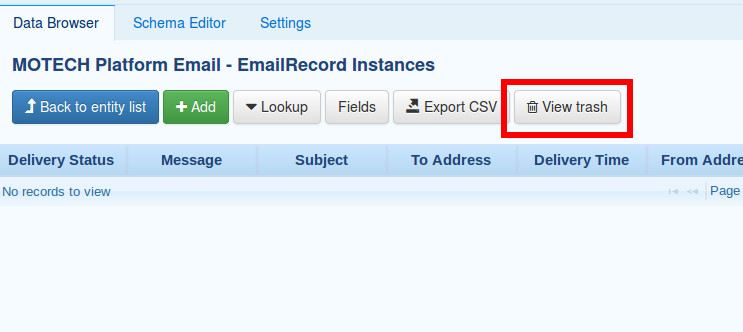 Data Browser Schema Editor Settings
MOTECH Platform Email - EmailRecord Instances
Back to entity list Add Lookup Fields Export CSV View trash
Delivery Status Message Subject To Address Delivery Time From Addre
No records to view Page